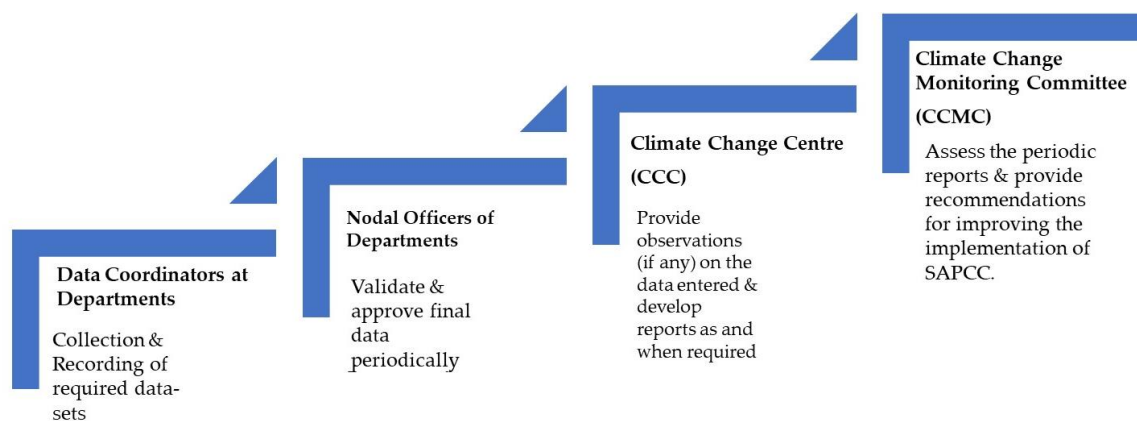 Data Coordinators at
Departments
Collection &
Recording of
required data-
sets
Nodal Officers of
Departments
Validate &
approve final
data
periodically
Climate Change Centre
(CCC)
Provide
observations
(if any) on the
data entered &
develop
reports as and
when required
Climate Change
Monitoring Committee
(CCMC)
Assess the periodic
reports & provide
recommendations
for improving the
implementation of
SAPCC.